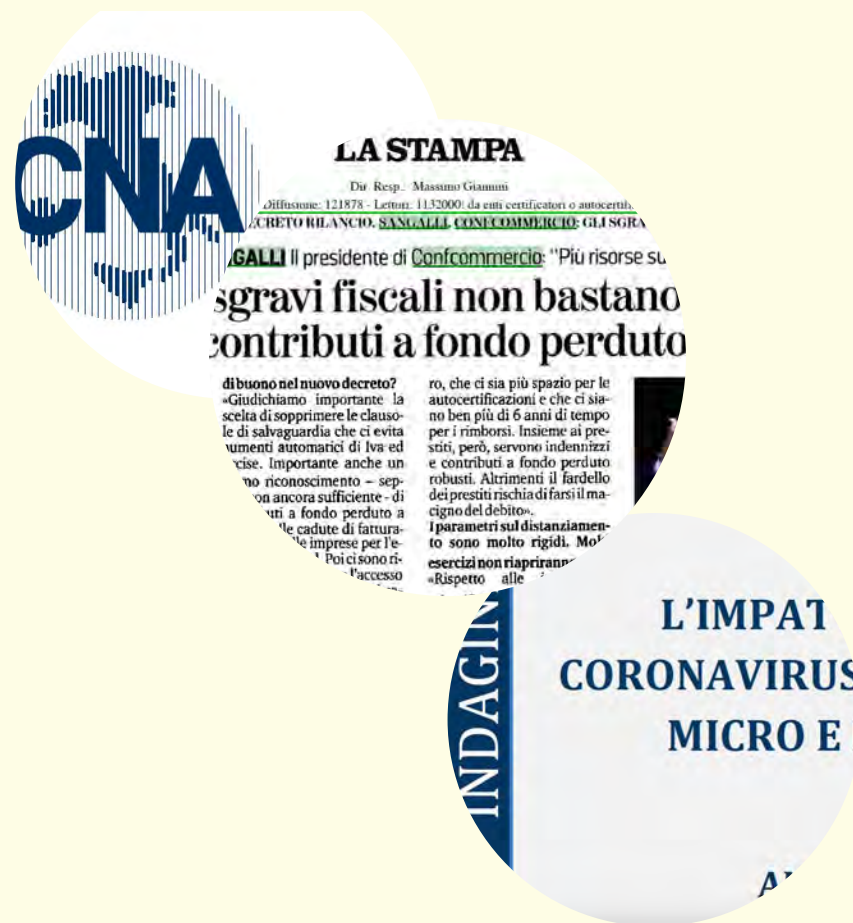 CNA
LA STAMPA
Dir. Resp.: Massimo Giannini
Diffusione: 121878 - Lettori: 1132000: da enti certificatori o
RILANCIO. SANGALLI, CONFCOMMERCIO: GLI
GALLI Il presidente di Confcommercio: "Più risorse su
sgravi fiscali non bastano
contributi a fondo perduto
di buono nel nuovo decreto?
«Giudichiamo importante la
scelta di sopprimere le clauso-
le di salvaguardia che ci evita
umenti automatici di Iva ed
cise. Importante anche un
no riconoscimento – sep-
on ancora sufficiente - di
uti a fondo perduto a
lle cadute di fattura-
le imprese per l'e-
Poi ci sono ri-
l'accesso
ro, che ci sia più spazio per le
autocertificazioni e che ci sia-
no ben più di 6 anni di tempo
per i rimborsi. Insieme ai pre-
stiti, però, servono indennizzi
e contributi a fondo perduto
robusti. Altrimenti il fardello
dei prestiti rischia di farsi il ma-
cigno del debito».
I parametri sul distanziamen-
to sono molto rigidi. Mol
esercizi non riapriranno
«Rispetto alle
INDAGIN
L'IMPAT
CORONAVIRUS
MICRO E